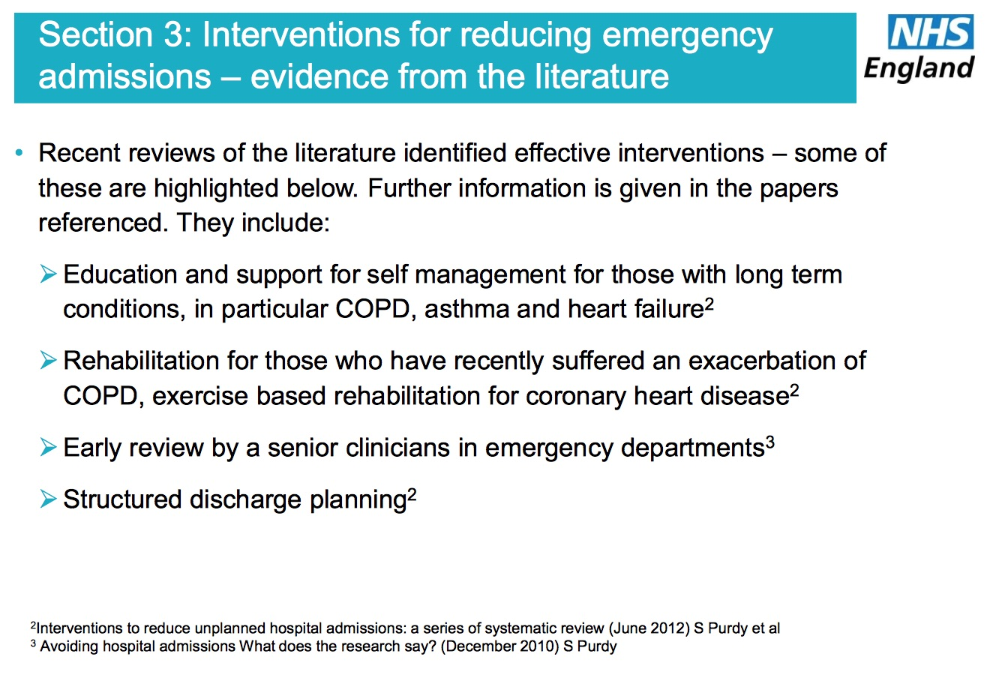 Section 3: Interventions for reducing emergency
admissions – evidence from the literature
NHS
England
• Recent reviews of the literature identified effective interventions – some of
these are highlighted below. Further information is given in the papers
referenced. They include:
➢ Education and support for self management for those with long term
conditions, in particular COPD, asthma and heart failure²
➢ Rehabilitation for those who have recently suffered an exacerbation of
COPD, exercise based rehabilitation for coronary heart disease²
➢ Early review by a senior clinicians in emergency departments³
➢ Structured discharge planning²
²Interventions to reduce unplanned hospital admissions: a series of systematic review (June 2012) S Purdy et al
³ Avoiding hospital admissions What does the research say? (December 2010) S Purdy